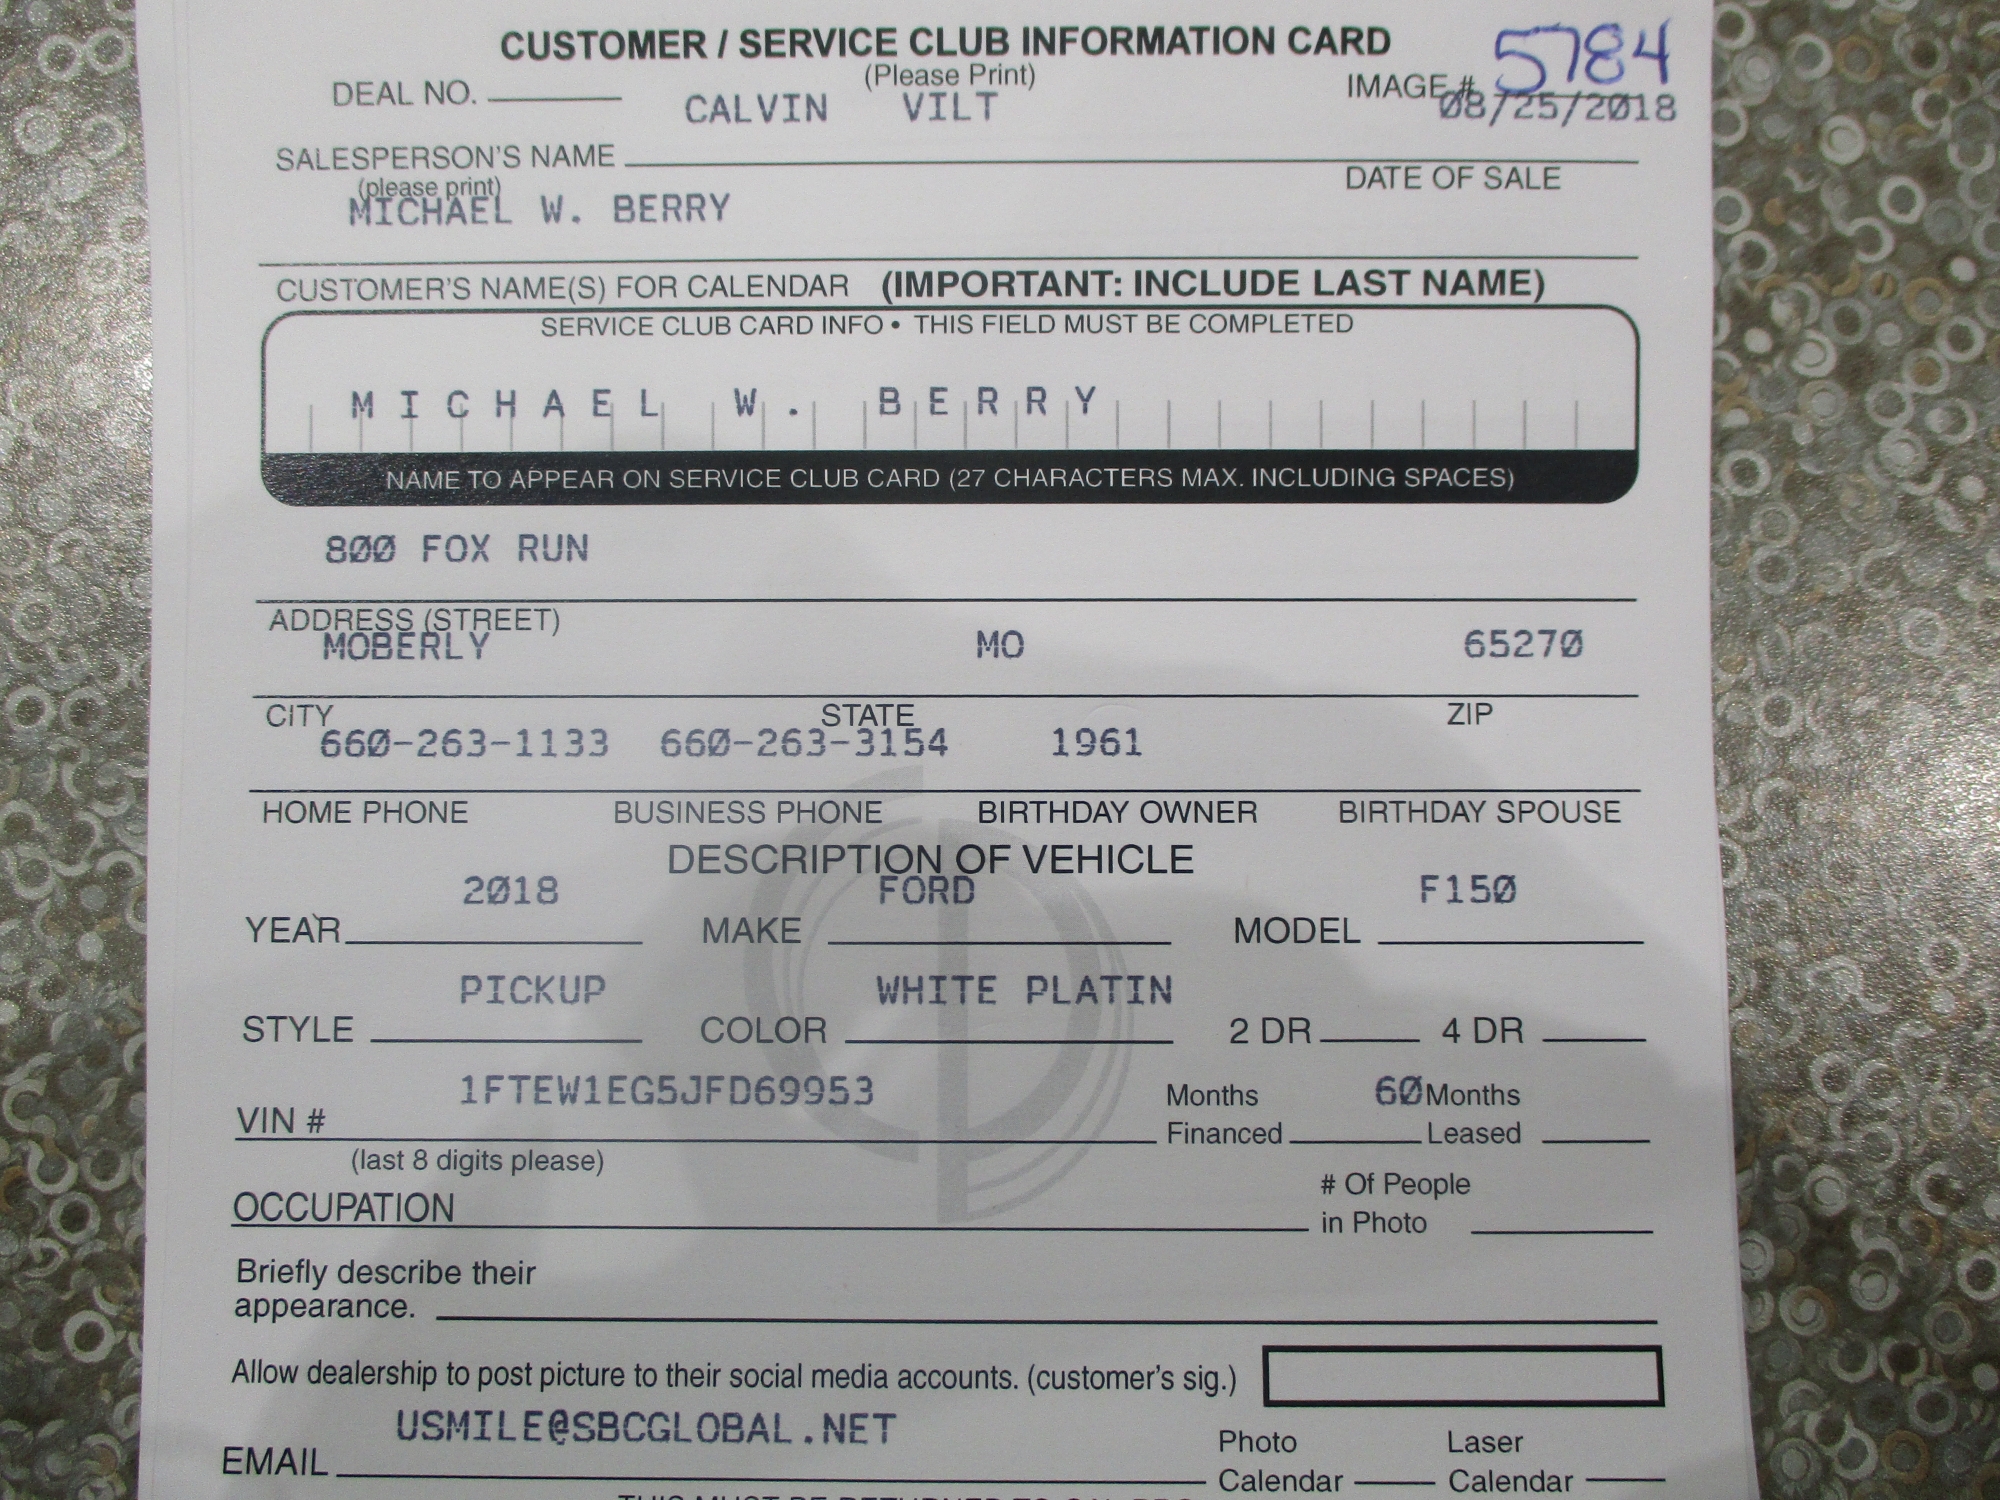 CUSTOMER / SERVICE CLUB INFORMATION CARD
(Please Print)
DEAL NO. IMAGE # 5784
CALVIN VILT 08/25/2018
SALESPERSON'S NAME
(please print) DATE OF SALE
MICHAEL W. BERRY
CUSTOMER'S NAME(S) FOR CALENDAR (IMPORTANT: INCLUDE LAST NAME)
SERVICE CLUB CARD INFO • THIS FIELD MUST BE COMPLETED
MICHAEL W. BERRY
NAME TO APPEAR ON SERVICE CLUB CARD (27 CHARACTERS MAX. INCLUDING SPACES)
800 FOX RUN
ADDRESS (STREET)
MOBERLY MO 65270
CITY STATE ZIP
660-263-1133 660-263-3154 1961
HOME PHONE BUSINESS PHONE BIRTHDAY OWNER BIRTHDAY SPOUSE
DESCRIPTION OF VEHICLE
2018 FORD F150
YEAR MAKE MODEL
PICKUP WHITE PLATIN
STYLE COLOR 2 DR 4 DR
1FTEW1EG5JFD69953 Months 60 Months
VIN # Financed Leased
(last 8 digits please)
# Of People
OCCUPATION in Photo
Briefly describe their
appearance.
Allow dealership to post picture to their social media accounts. (customer's sig.)
USMILE@SBCGLOBAL.NET Photo Laser
EMAIL Calendar Calendar